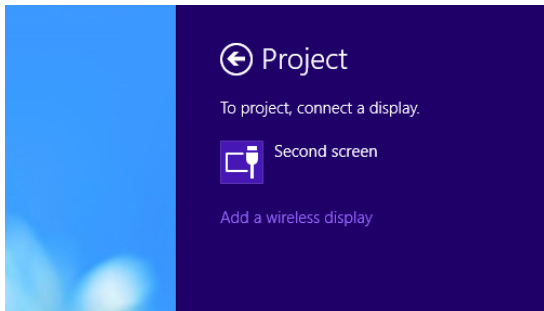 Project
To project, connect a display.
Second screen
Add a wireless display